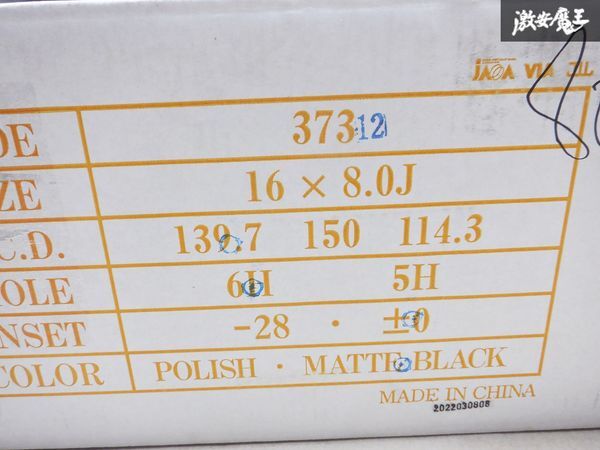 激安魔王
JAWA VIA JWL
DE 37312
ZE 16 × 8.0J
.C.D. 139.7 150 114.3
HOLE 6H 5H
NSET -28 · ±0
COLOR POLISH · MATTE BLACK
MADE IN CHINA
2022030808